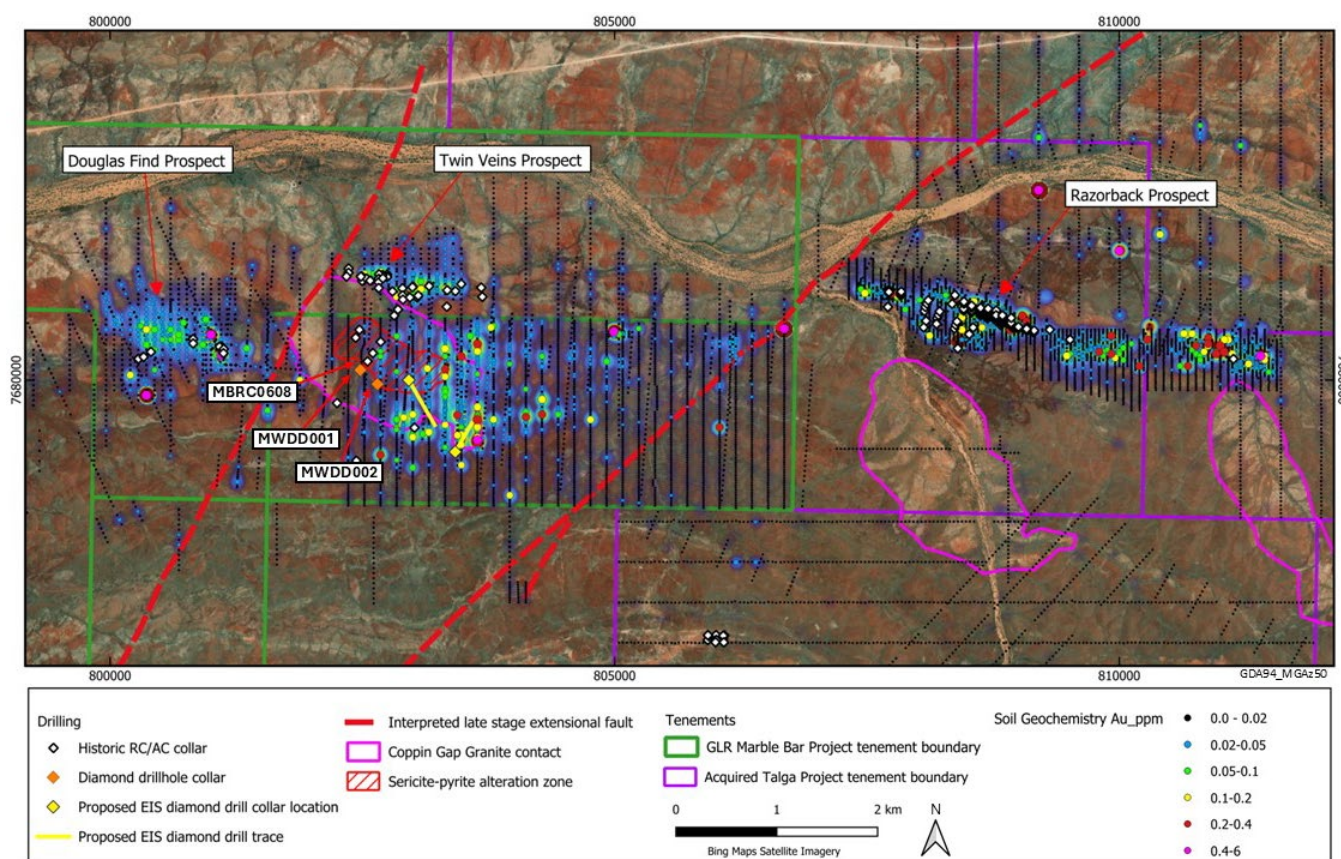 800000
805000
810000
Douglas Find Prospect
Twin Veins Prospect
Razorback Prospect
7680000
MBRC0608
MWDD001
MWDD002
800000
805000
810000
GDA94_MGAz50
Drilling
Historic RC/AC collar
Diamond drillhole collar
Proposed EIS diamond drill collar location
Proposed EIS diamond drill trace
Interpreted late stage extensional fault
Coppin Gap Granite contact
Sericite-pyrite alteration zone
Tenements
GLR Marble Bar Project tenement boundary
Acquired Talga Project tenement boundary
0 1 2 km
N
Bing Maps Satellite Imagery
Soil Geochemistry Au_ppm
0.0 - 0.02
0.02-0.05
0.05-0.1
0.1-0.2
0.2-0.4
0.4-6